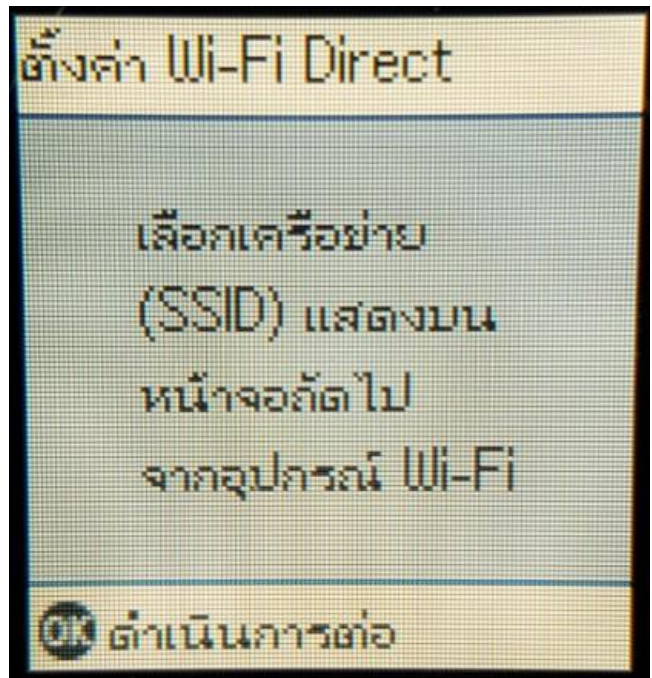 ตั้งค่า Wi-Fi Direct
เลือกเครือข่าย
(SSID) แสดงบน
หน้าจอถัดไป
จากอุปกรณ์ Wi-Fi
OK ดำเนินการต่อ